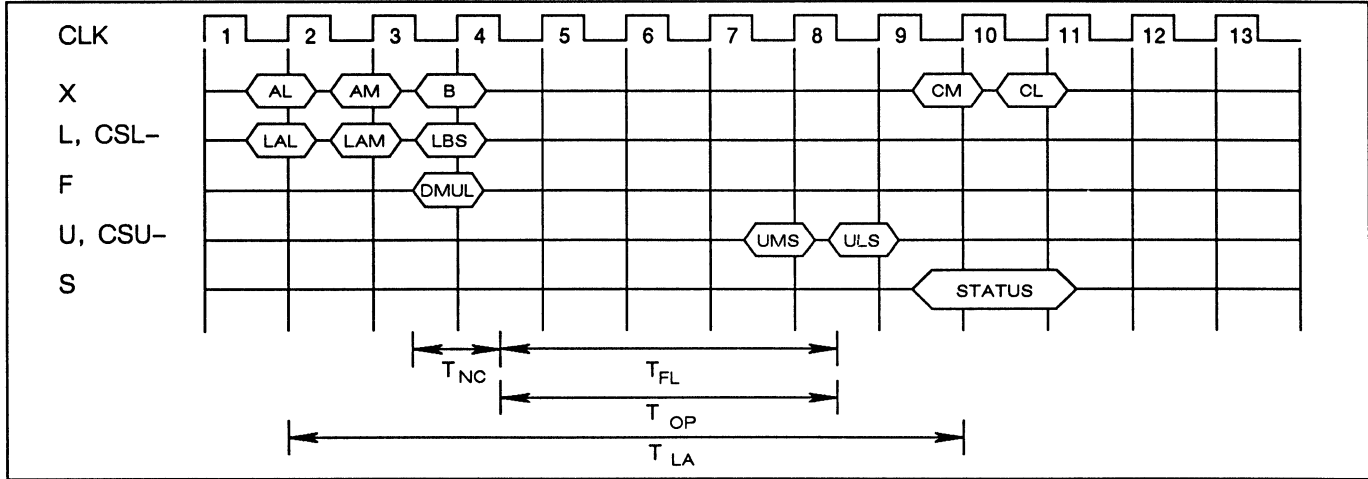 CLK 1 2 3 4 5 6 7 8 9 10 11 12 13
X AL AM B CM CL
L, CSL– LAL LAM LBS
F DMUL
U, CSU– UMS ULS
S STATUS
TNC TFL
TOP
TLA